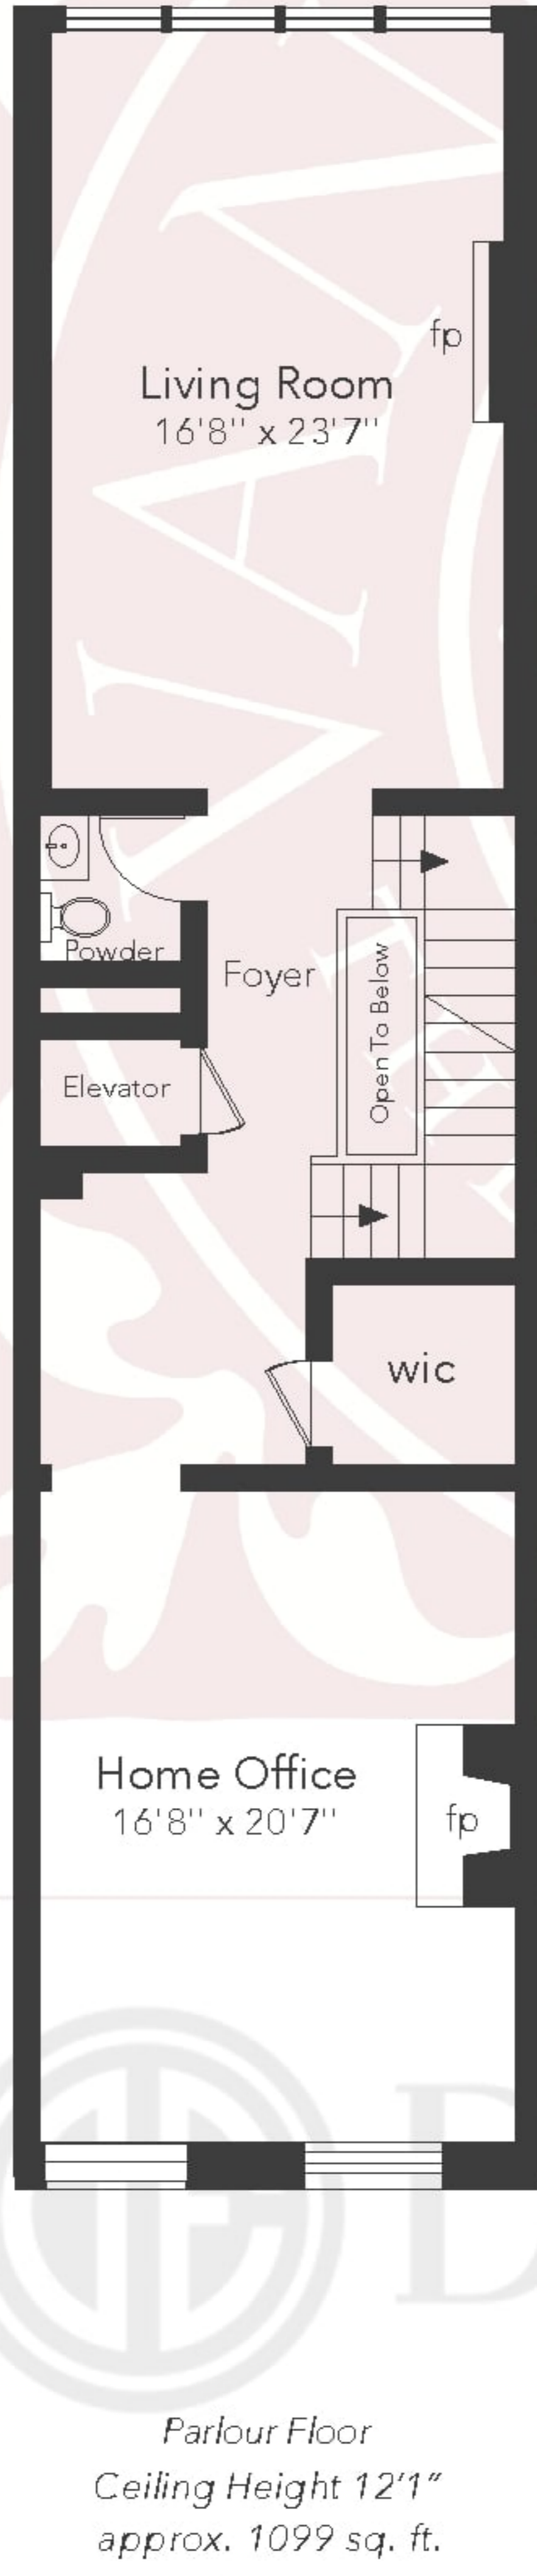 fp
Living Room
16'8" x 23'7"
Powder
Foyer
Open To Below
Elevator
wic
Home Office
16'8" x 20'7"
fp
Parlour Floor
Ceiling Height 12'1"
approx. 1099 sq. ft.